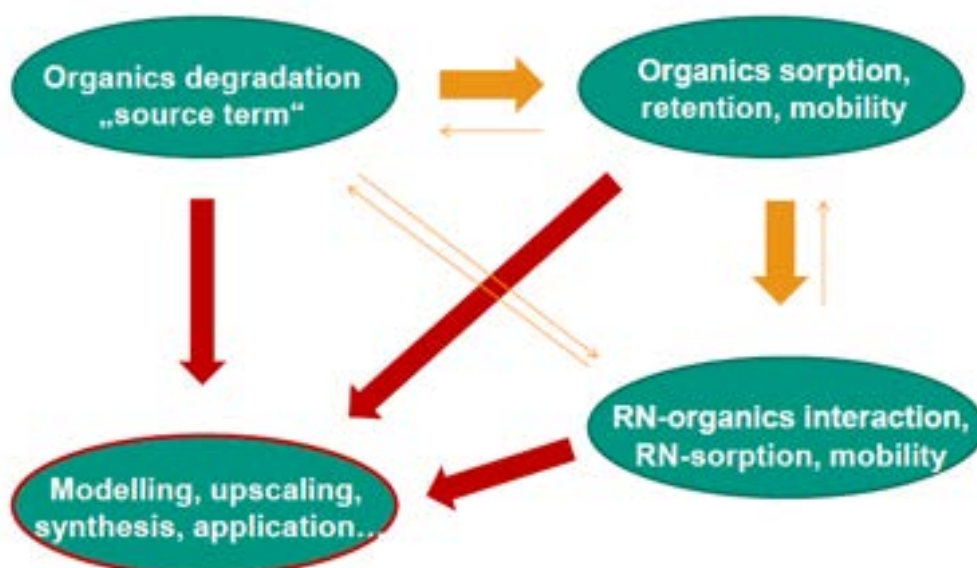 Organics degradation
„source term“
Organics sorption,
retention, mobility
RN-organics interaction,
RN-sorption, mobility
Modelling, upscaling,
synthesis, application...